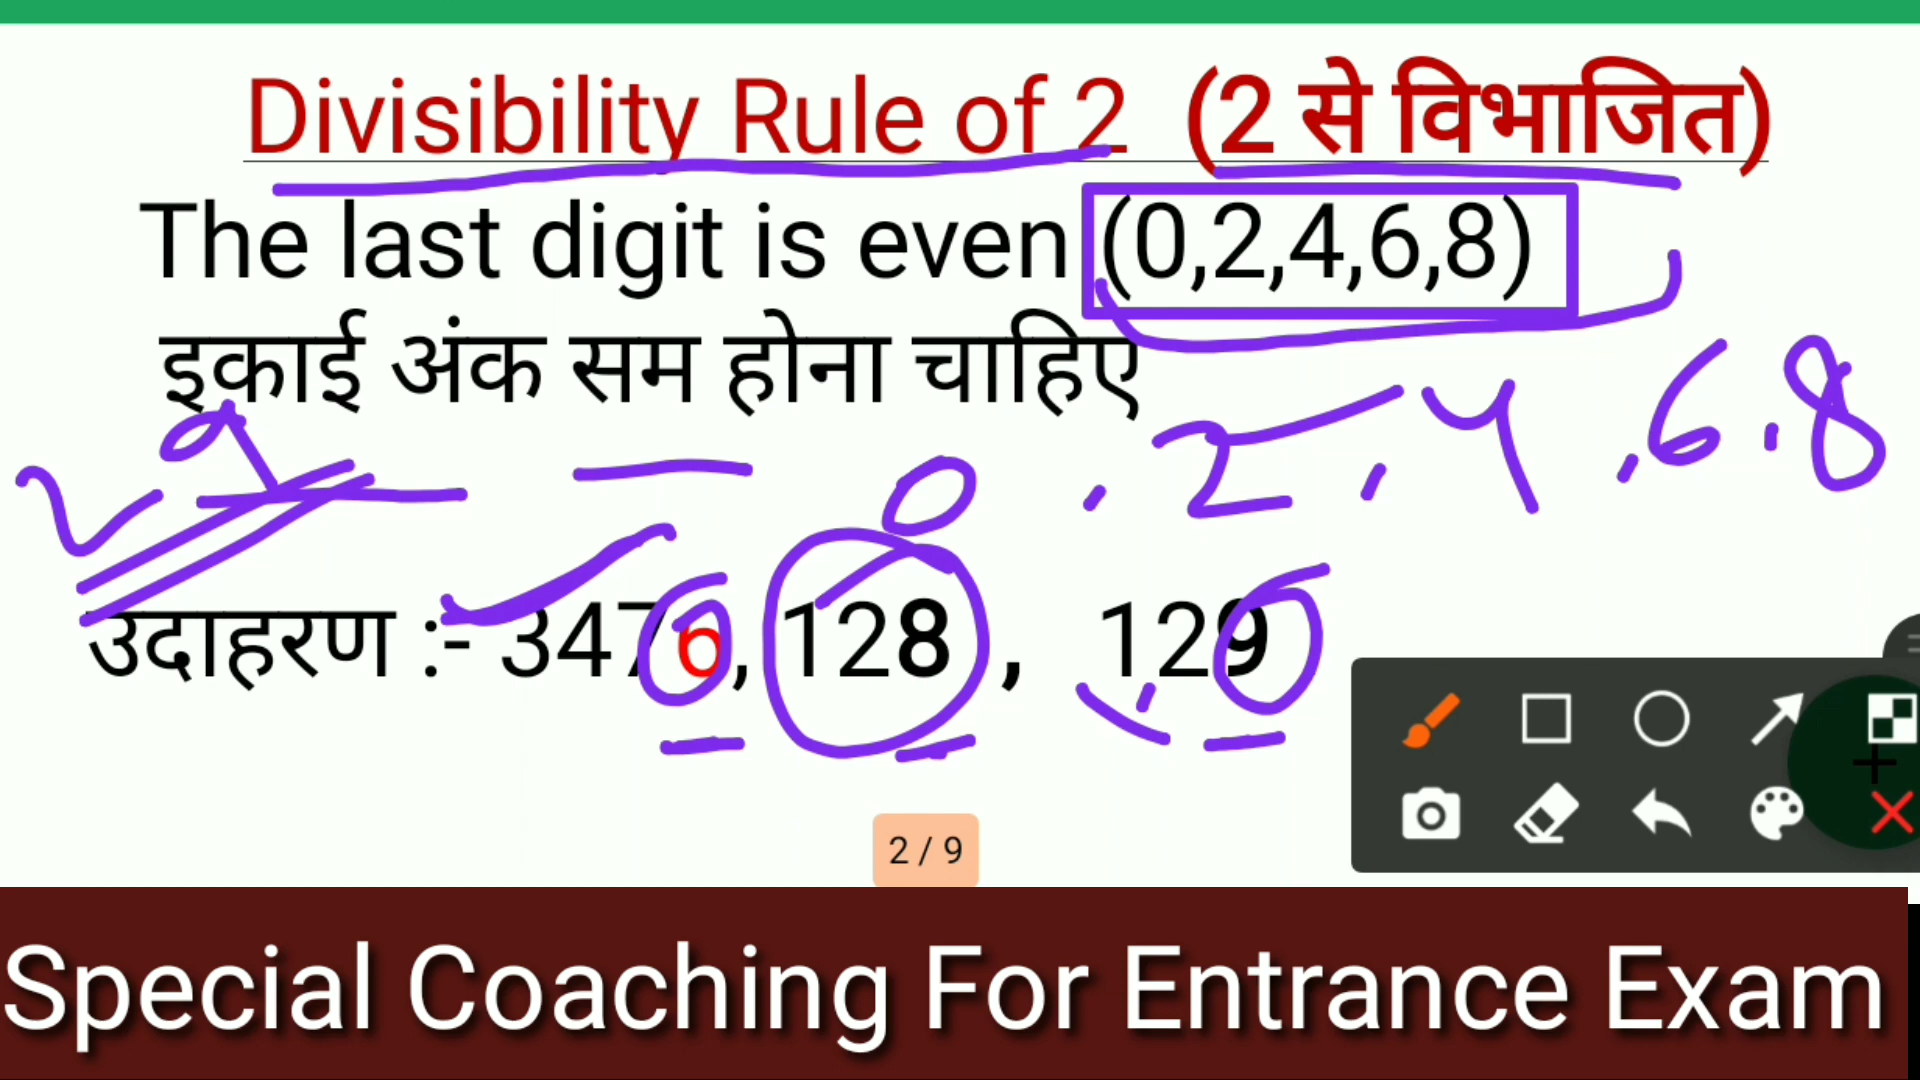 Divisibility Rule of 2 (2 से विभाजित)
The last digit is even (0,2,4,6,8)
इकाई अंक सम होना चाहिए
0 . 2 . 4 . 6 . 8
उदाहरण :- 3476, 128 , 129
2 / 9
Special Coaching For Entrance Exam